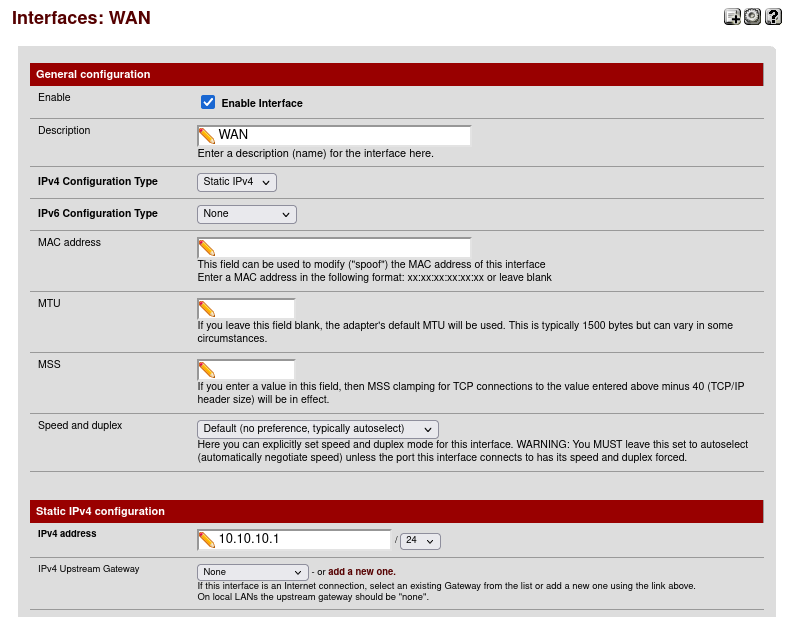 Interfaces: WAN
General configuration
Enable
Enable Interface
Description
WAN
Enter a description (name) for the interface here.
IPv4 Configuration Type
Static IPv4
IPv6 Configuration Type
None
MAC address
This field can be used to modify ("spoof") the MAC address of this interface
Enter a MAC address in the following format: xx:xx:xx:xx:xx:xx or leave blank
MTU
If you leave this field blank, the adapter's default MTU will be used. This is typically 1500 bytes but can vary in some
circumstances.
MSS
If you enter a value in this field, then MSS clamping for TCP connections to the value entered above minus 40 (TCP/IP
header size) will be in effect.
Speed and duplex
Default (no preference, typically autoselect)
Here you can explicitly set speed and duplex mode for this interface. WARNING: You MUST leave this set to autoselect
(automatically negotiate speed) unless the port this interface connects to has its speed and duplex forced.
Static IPv4 configuration
IPv4 address
10.10.10.1 / 24
IPv4 Upstream Gateway
None - or add a new one.
If this interface is an Internet connection, select an existing Gateway from the list or add a new one using the link above.
On local LANs the upstream gateway should be "none".